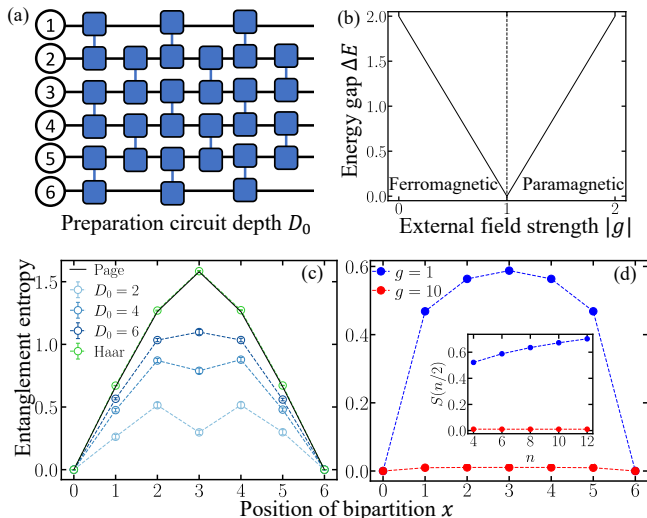 (a)
1
2
3
4
5
6
Preparation circuit depth D₀
(b)
Energy gap ΔE
2.0
1.5
1.0
0.5
0.0
Ferromagnetic
Paramagnetic
0
1
2
External field strength |g|
(c)
Entanglement entropy
1.5
1.0
0.5
0.0
Page
D₀ = 2
D₀ = 4
D₀ = 6
Haar
0
1
2
3
4
5
6
(d)
0.6
0.4
0.2
0.0
g = 1
g = 10
S(n/2)
0.6
0.4
0.2
0.0
4
6
8
10
12
n
0
1
2
3
4
5
6
Position of bipartition x